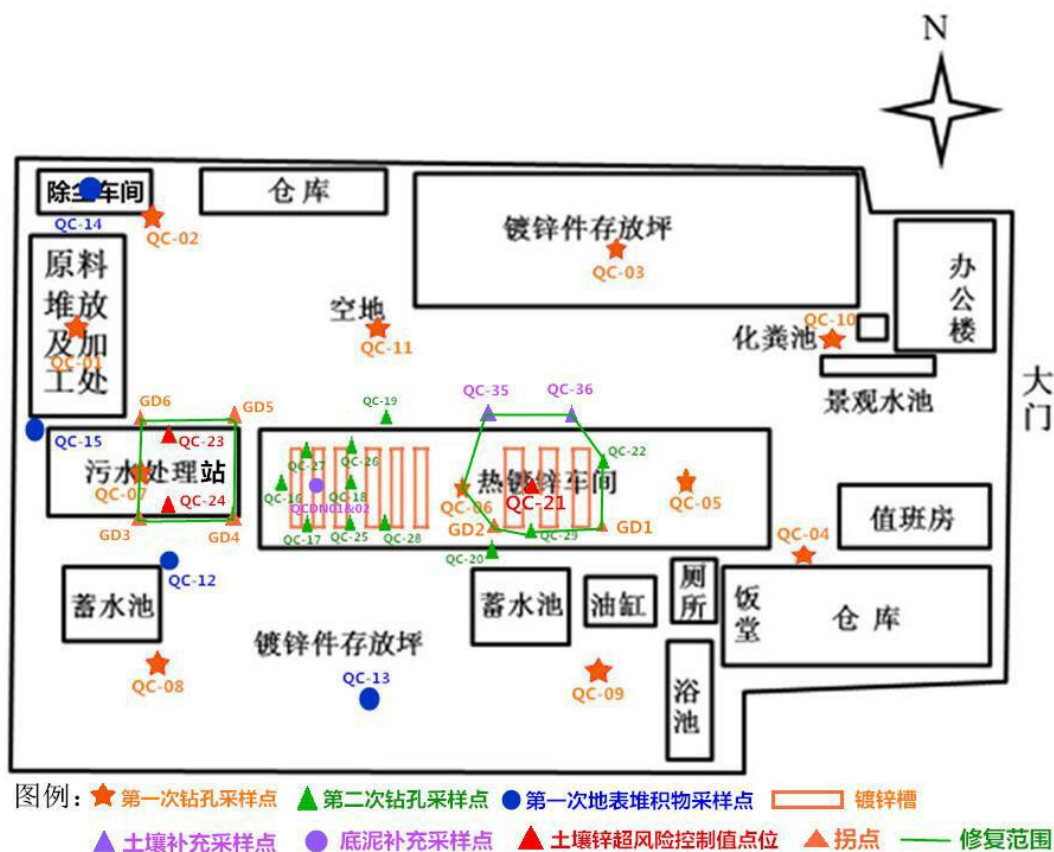 N
除尘车间
仓库
QC-14
QC-02
镀锌件存放坪
QC-03
办公楼
原料
堆放
及加
工处
QC-01
空地
QC-11
QC-10
化粪池
景观水池
大门
GD6
GD5
QC-19
QC-35
QC-36
QC-15
QC-23
污水处理站
QC-07
QC-24
GD3
GD4
QC-27
QC-26
QC-16
QC-18
QCDN01&02
QC-17
QC-25
QC-28
QC-22
热镀锌车间
QC-06
QC-21
QC-05
GD2
GD1
QC-29
QC-20
值班房
QC-04
QC-12
蓄水池
蓄水池
油缸
厕所
饭堂
仓库
镀锌件存放坪
QC-08
QC-13
QC-09
浴池
图例：
第一次钻孔采样点
第二次钻孔采样点
第一次地表堆积物采样点
镀锌槽
土壤补充采样点
底泥补充采样点
土壤锌超风险控制值点位
拐点
修复范围